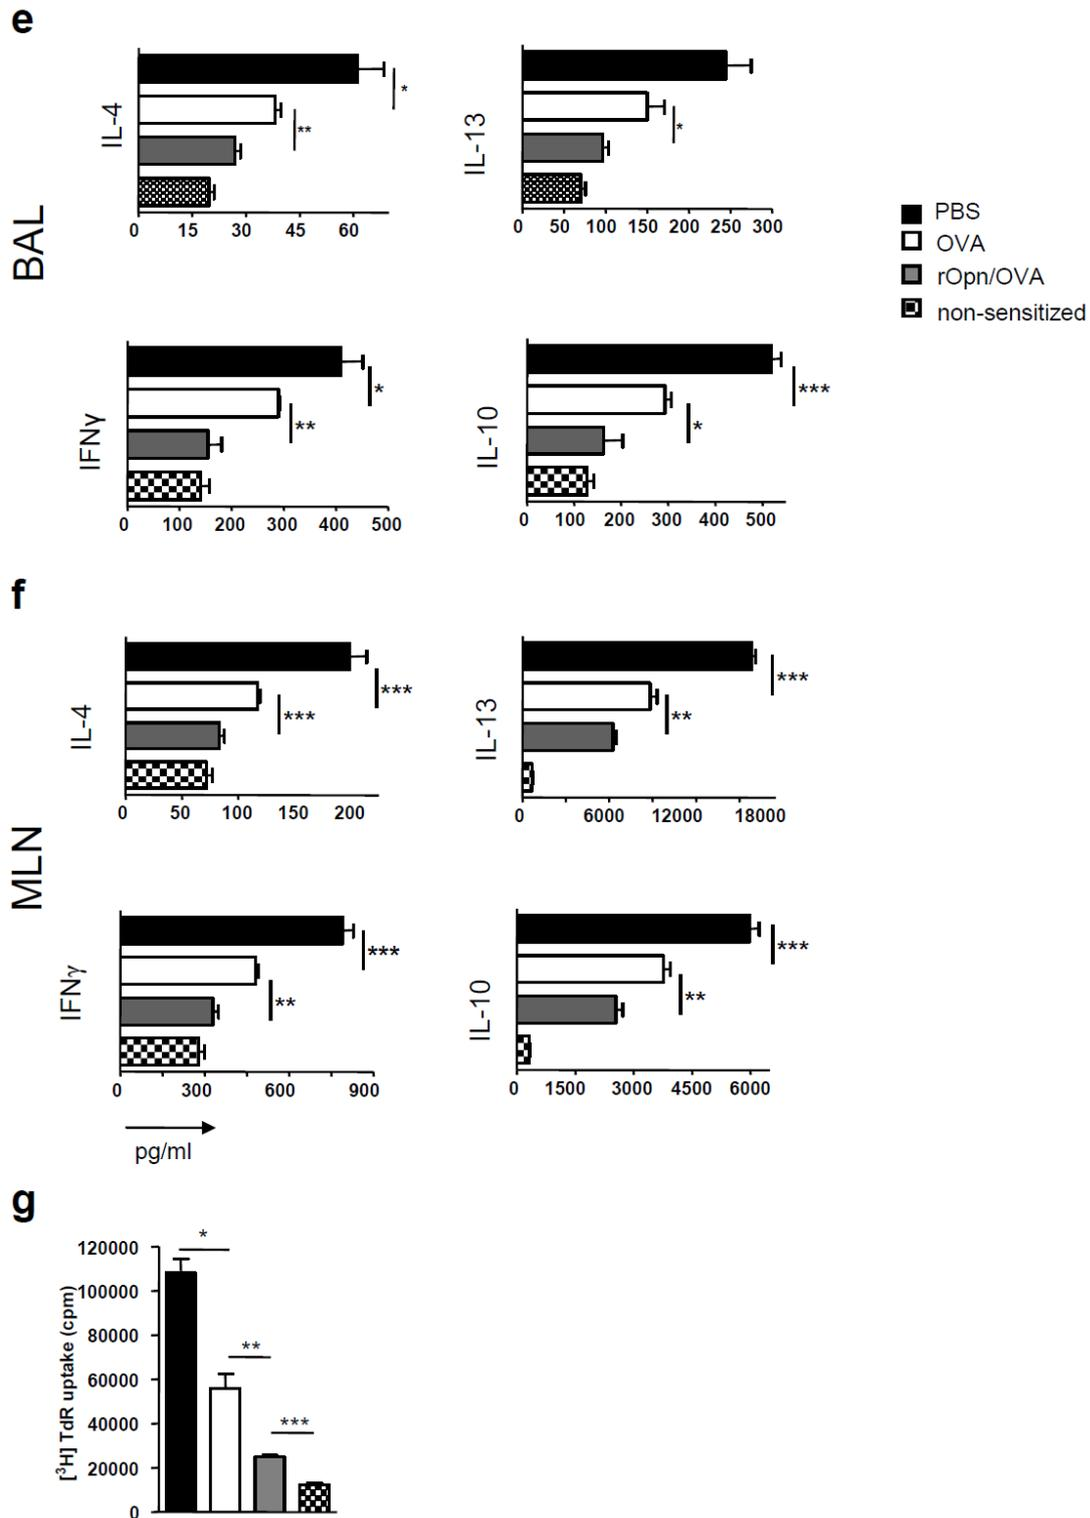 e
IL-4
*
**
0 15 30 45 60
IL-13
*
0 50 100 150 200 250 300
BAL
PBS
OVA
rOpn/OVA
non-sensitized
IFNγ
*
**
0 100 200 300 400 500
IL-10
***
*
0 100 200 300 400 500
f
IL-4
***
***
0 50 100 150 200
IL-13
***
**
0 6000 12000 18000
MLN
IFNγ
***
**
0 300 600 900
IL-10
***
**
0 1500 3000 4500 6000
pg/ml
g
[³H] TdR uptake (cpm)
120000
100000
80000
60000
40000
20000
0
*
**
***